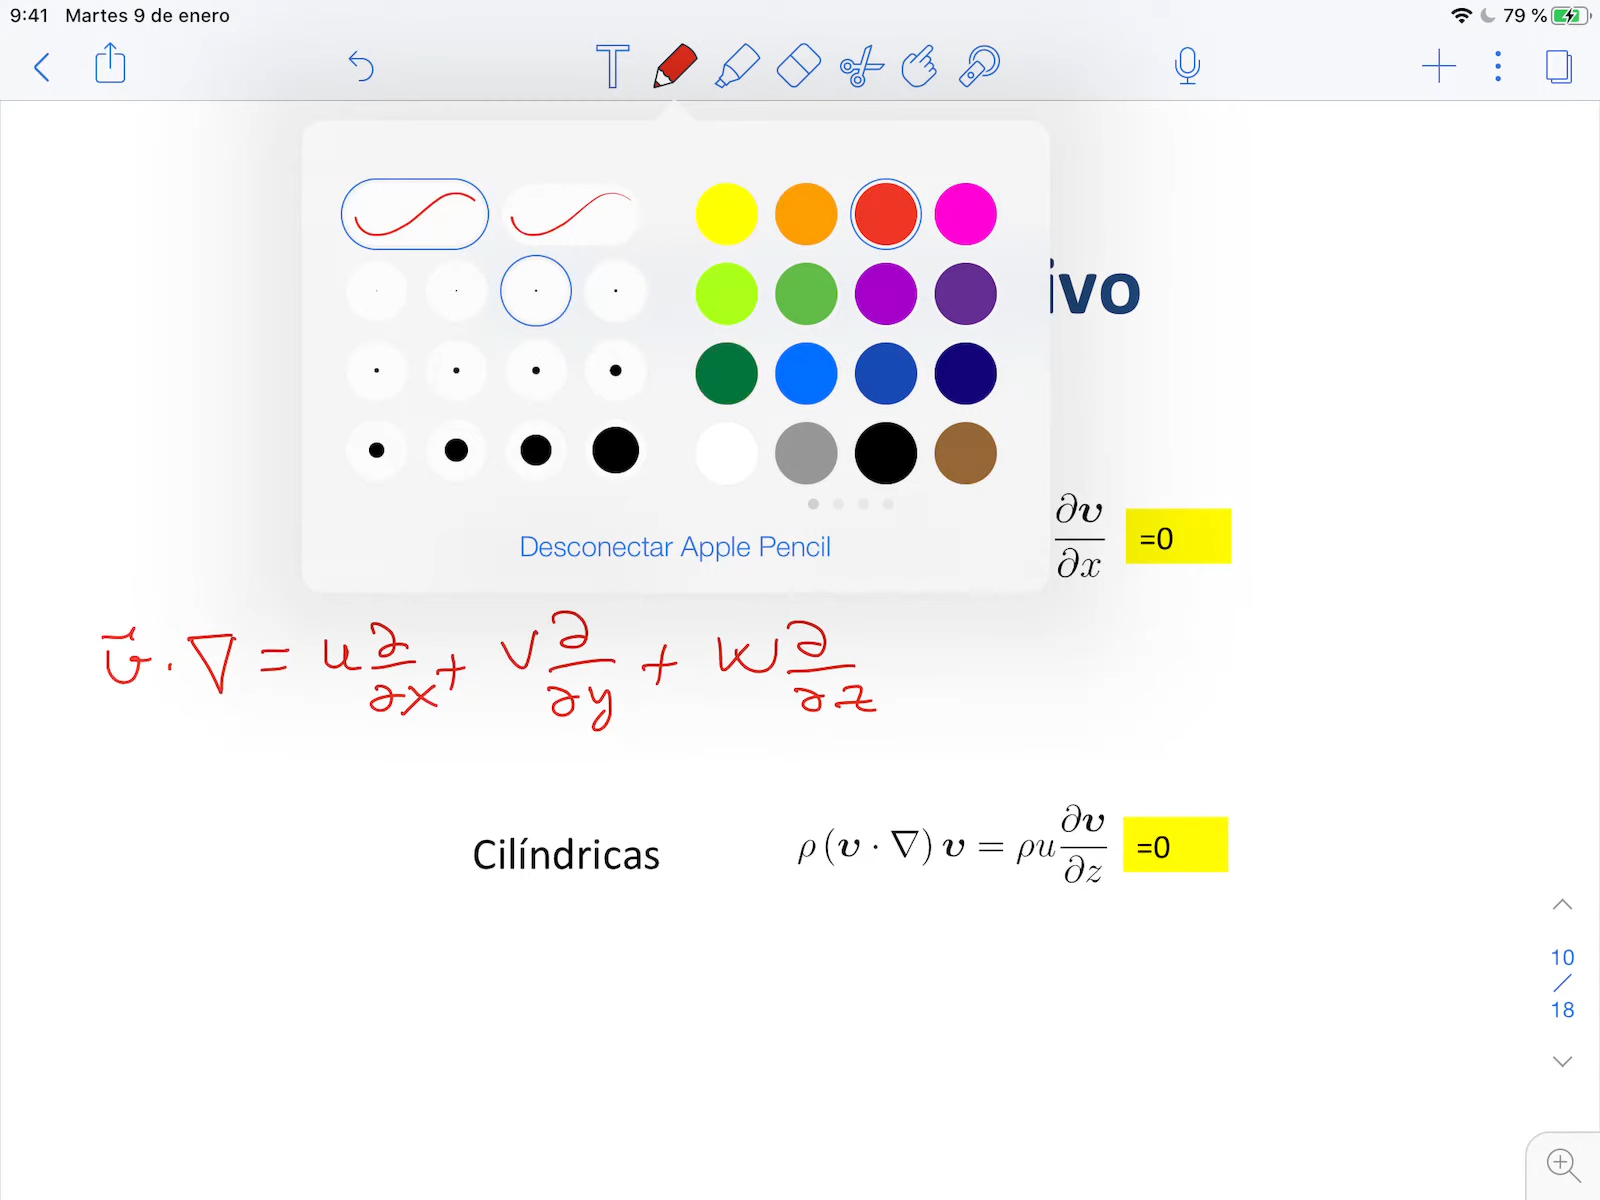 9:41 Martes 9 de enero 79 %
ivo
∂v/∂x =0
Desconectar Apple Pencil
v⃗ · ∇ = u ∂/∂x + v ∂/∂y + w ∂/∂z
Cilíndricas ρ (v · ∇) v = ρu ∂v/∂z =0
10
/
18